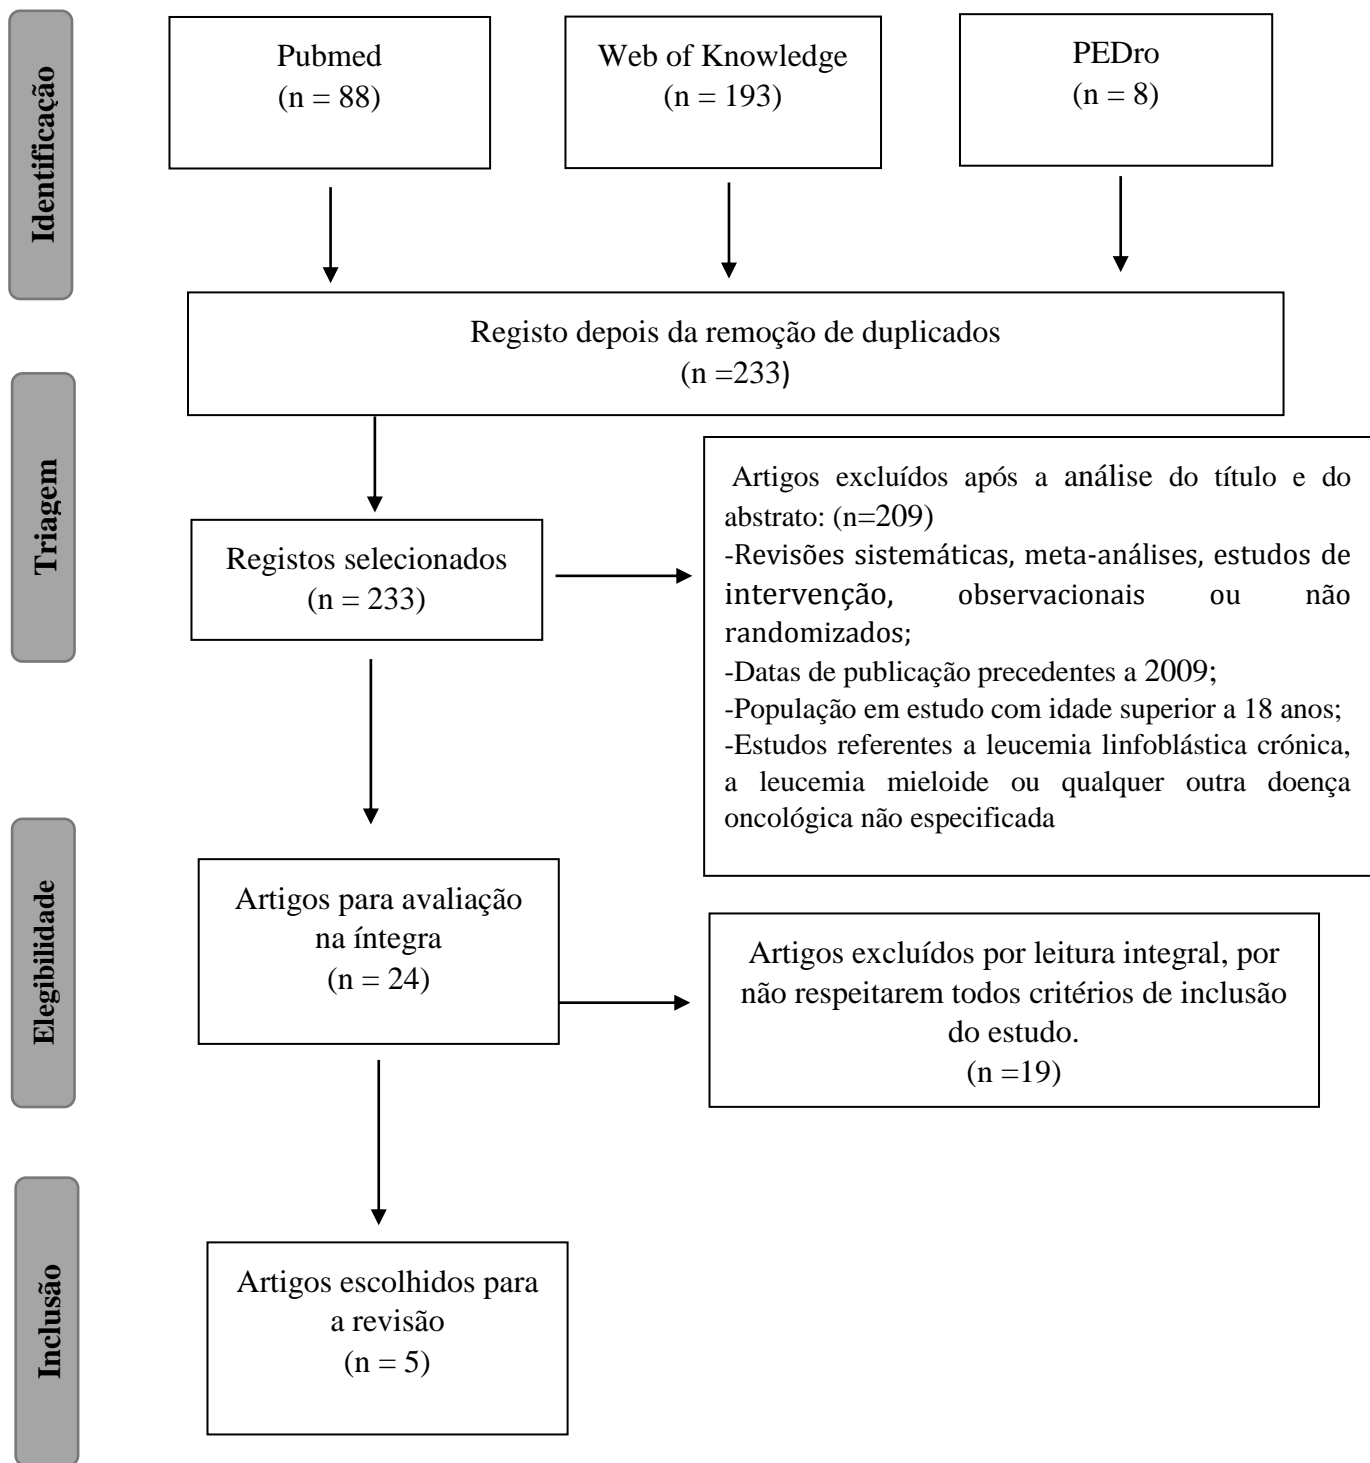 Identificação
Pubmed
(n = 88)
Web of Knowledge
(n = 193)
PEDro
(n = 8)
Registo depois da remoção de duplicados
(n =233)
Triagem
Registos selecionados
(n = 233)
Artigos excluídos após a análise do título e do
abstrato: (n=209)
-Revisões sistemáticas, meta-análises, estudos de
intervenção, observacionais ou não
randomizados;
-Datas de publicação precedentes a 2009;
-População em estudo com idade superior a 18 anos;
-Estudos referentes a leucemia linfoblástica crónica,
a leucemia mieloide ou qualquer outra doença
oncológica não especificada
Elegibilidade
Artigos para avaliação
na íntegra
(n = 24)
Artigos excluídos por leitura integral, por
não respeitarem todos critérios de inclusão
do estudo.
(n =19)
Inclusão
Artigos escolhidos para
a revisão
(n = 5)